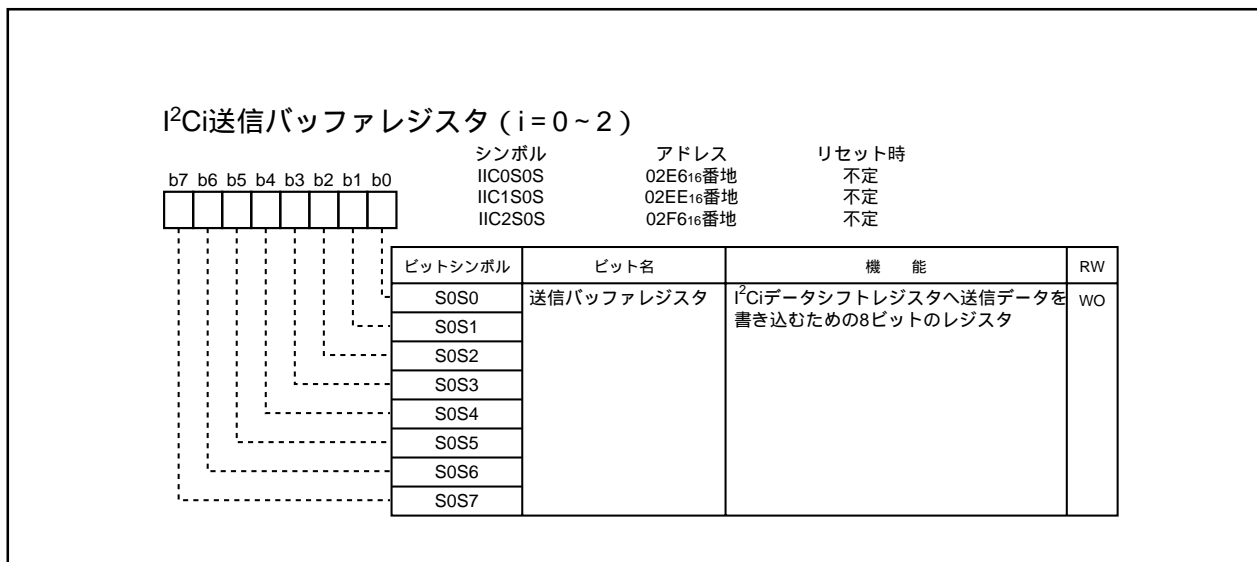 I²Ci送信バッファレジスタ（i=0~2）
シンボル アドレス リセット時
IIC0S0S 02E616番地 不定
IIC1S0S 02EE16番地 不定
IIC2S0S 02F616番地 不定
b7 b6 b5 b4 b3 b2 b1 b0
ビットシンボル ビット名 機 能 RW
S0S0 送信バッファレジスタ I²Ciデータシフトレジスタへ送信データを WO
書き込むための8ビットのレジスタ
S0S1
S0S2
S0S3
S0S4
S0S5
S0S6
S0S7